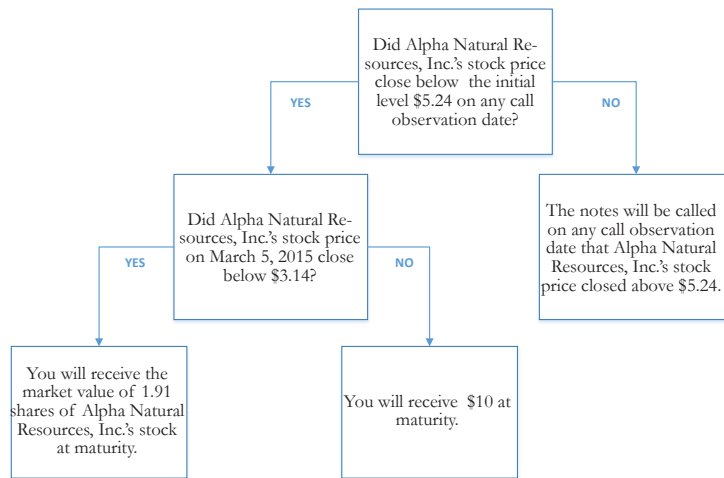 Did Alpha Natural Re-
sources, Inc.'s stock price
close below the initial
level $5.24 on any call
observation date?
YES
NO
Did Alpha Natural Re-
sources, Inc.'s stock price
on March 5, 2015 close
below $3.14?
The notes will be called
on any call observation
date that Alpha Natural
Resources, Inc.'s stock
price closed above $5.24.
YES
NO
You will receive the
market value of 1.91
shares of Alpha Natural
Resources, Inc.'s stock
at maturity.
You will receive $10 at
maturity.